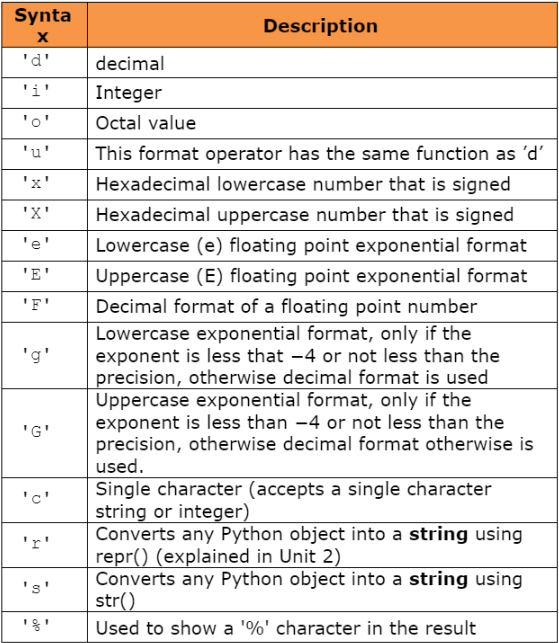 Synta
x
Description
'd' decimal
'i' Integer
'o' Octal value
'u' This format operator has the same function as ’d’
'x' Hexadecimal lowercase number that is signed
'X' Hexadecimal uppercase number that is signed
'e' Lowercase (e) floating point exponential format
'E' Uppercase (E) floating point exponential format
'F' Decimal format of a floating point number
'g' Lowercase exponential format, only if the
exponent is less that −4 or not less than the
precision, otherwise decimal format is used
'G' Uppercase exponential format, only if the
exponent is less than −4 or not less than the
precision, otherwise decimal format otherwise is
used.
'c' Single character (accepts a single character
string or integer)
'r' Converts any Python object into a string using
repr() (explained in Unit 2)
's' Converts any Python object into a string using
str()
'%' Used to show a '%' character in the result